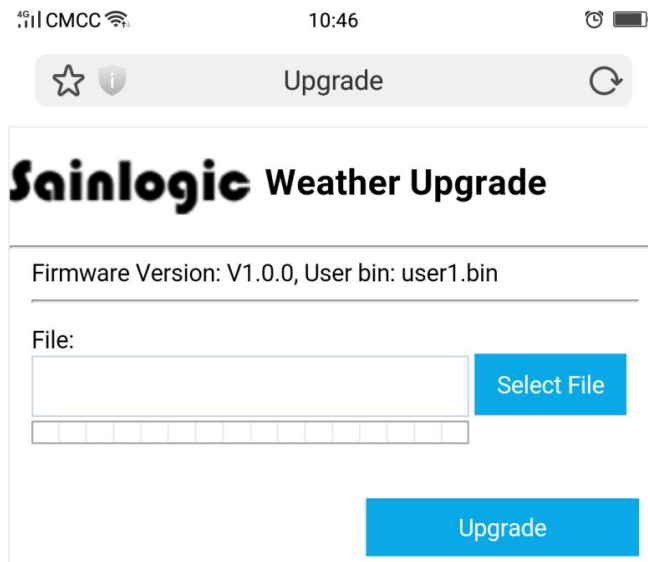 4G CMCC 10:46
Upgrade
Sainlogic Weather Upgrade
Firmware Version: V1.0.0, User bin: user1.bin
File:
Select File
Upgrade